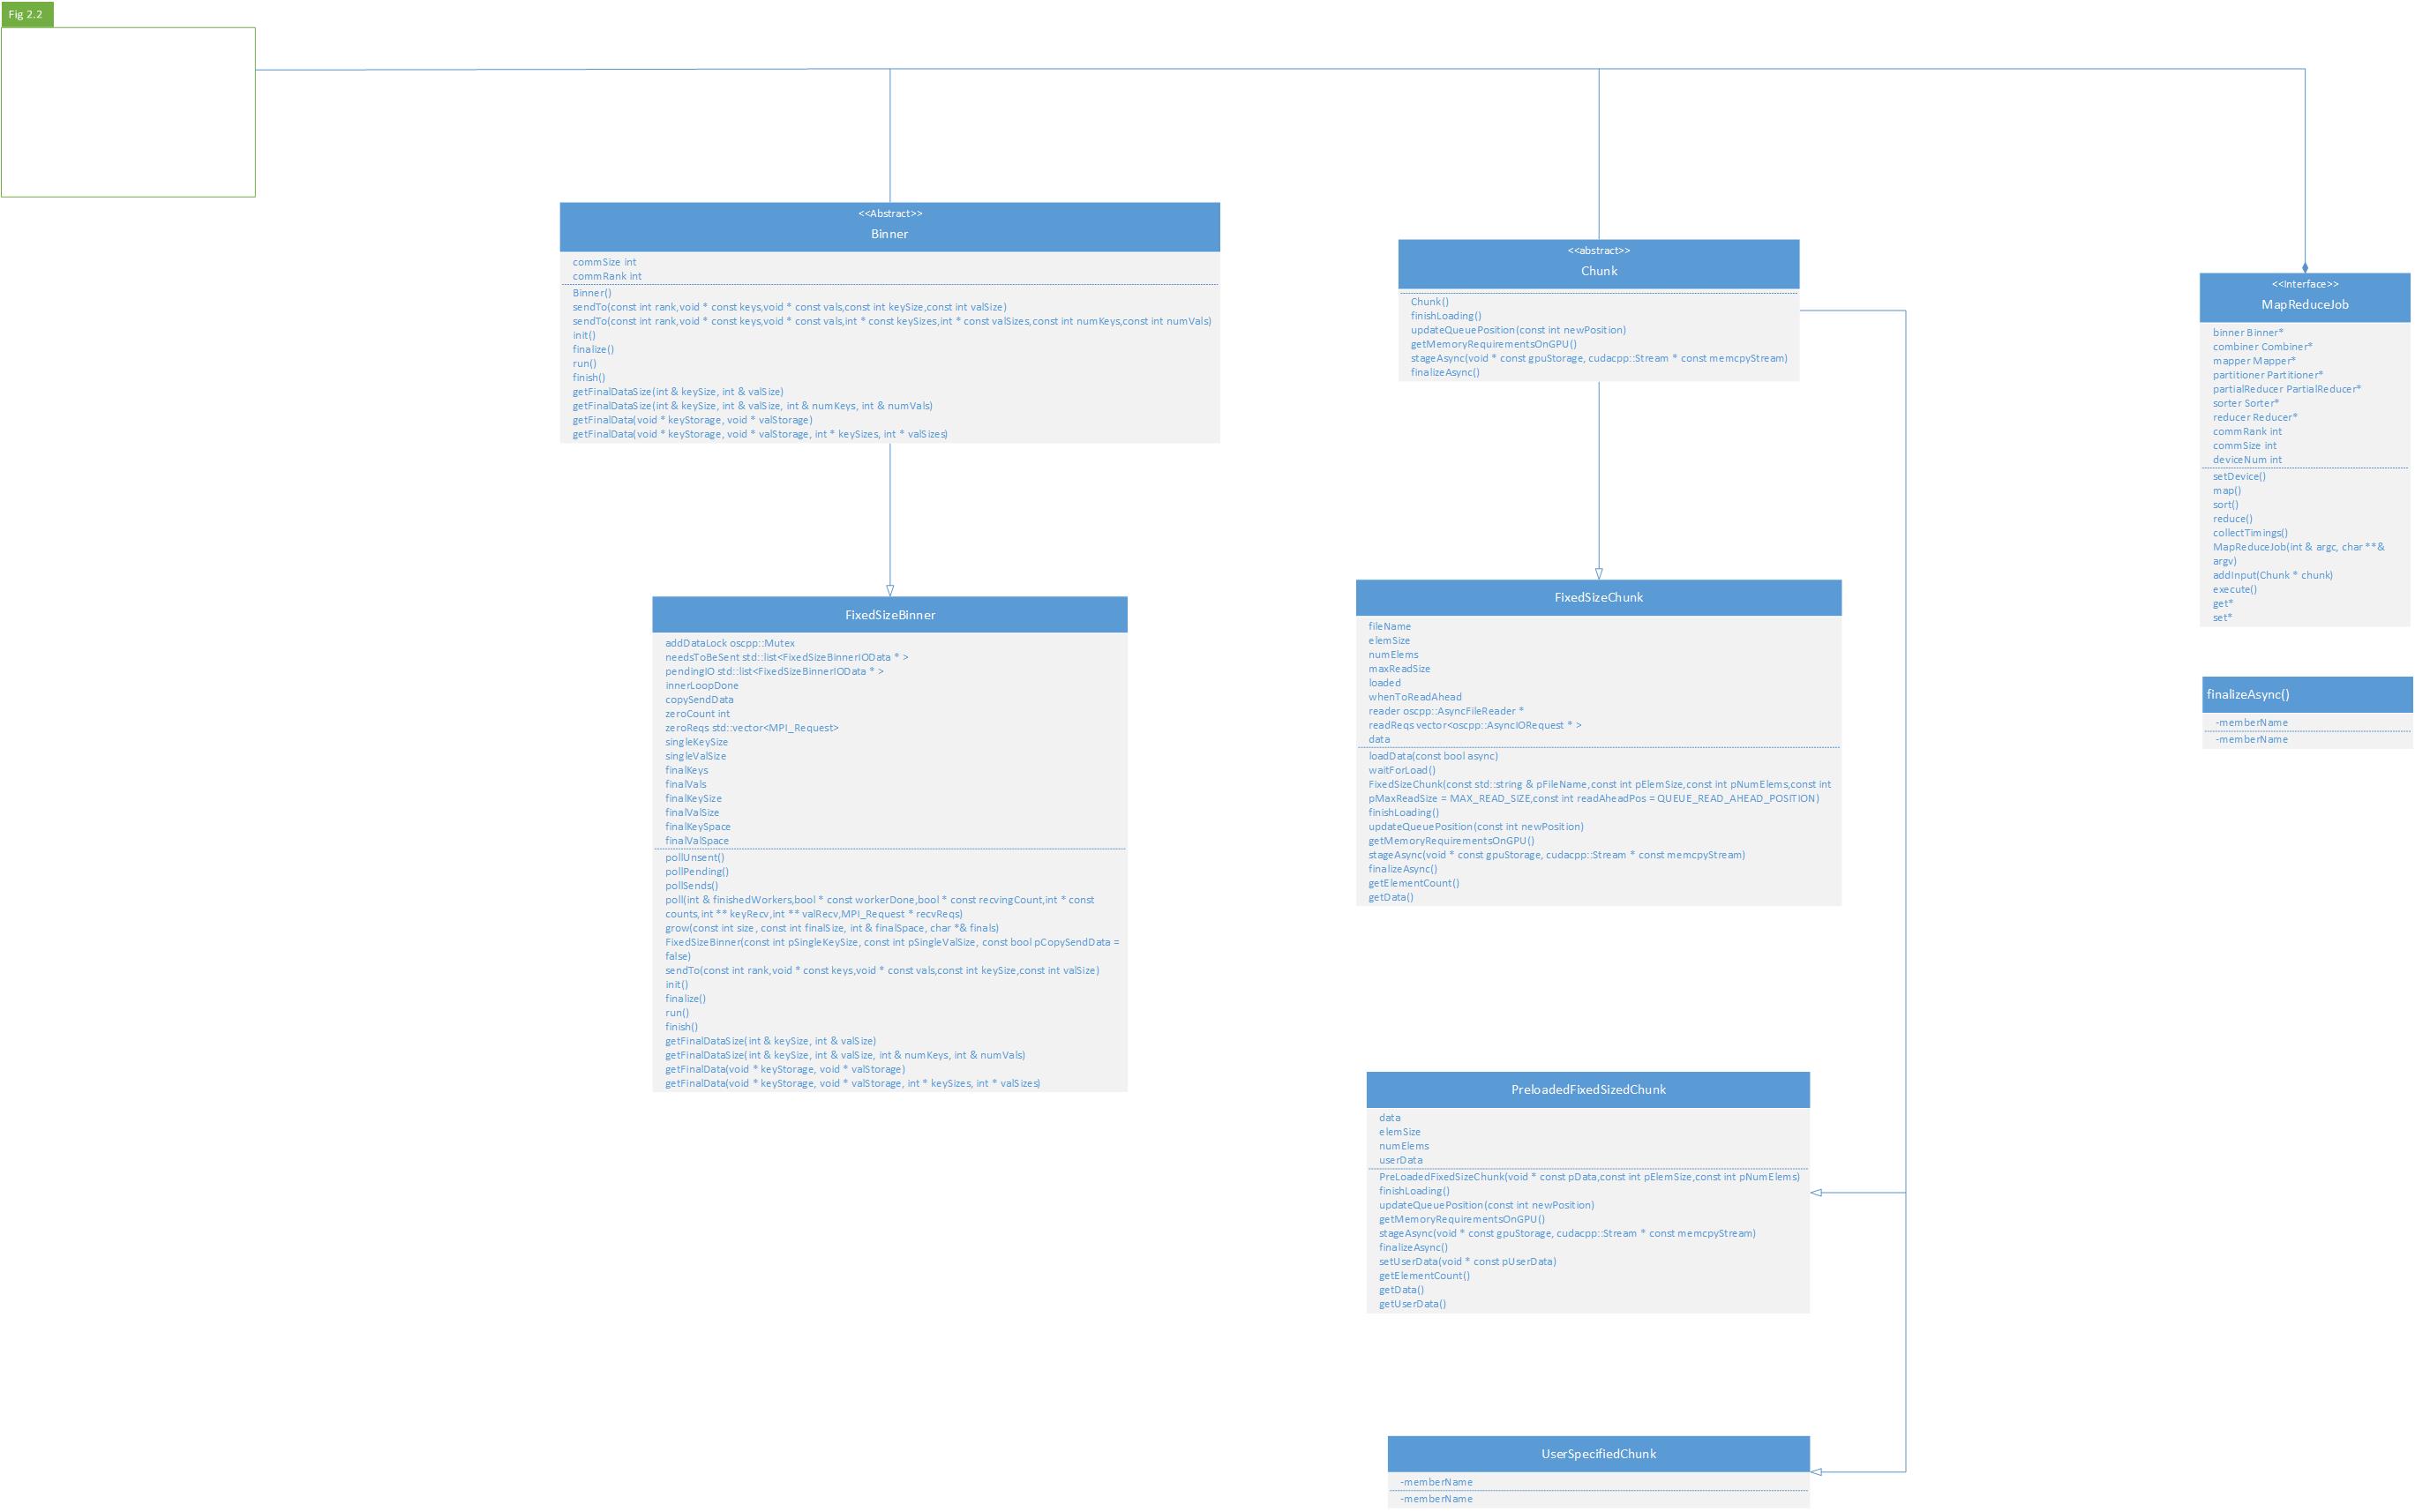 Fig 2.2
<<Abstract>>
Binner
commSize int
commRank int
Binner()
sendTo(const int rank,void * const keys,void * const vals,const int keySize,const int valSize)
sendTo(const int rank,void * const keys,void * const vals,int * const keySizes,int * const valSizes,const int numKeys,const int numVals)
init()
finalize()
run()
finish()
getFinalDataSize(int & keySize, int & valSize)
getFinalDataSize(int & keySize, int & valSize, int & numKeys, int & numVals)
getFinalData(void * keyStorage, void * valStorage)
getFinalData(void * keyStorage, void * valStorage, int * keySizes, int * valSizes)
FixedSizeBinner
addDataLock oscpp::Mutex
needsToBeSent std::list<FixedSizeBinnerIOData * >
pendingIO std::list<FixedSizeBinnerIOData * >
innerLoopDone
copySendData
zeroCount int
zeroReqs std::vector<MPI_Request>
singleKeySize
singleValSize
finalKeys
finalVals
finalKeySize
finalValSize
finalKeySpace
finalValSpace
pollUnsent()
pollPending()
pollSends()
poll(int & finishedWorkers,bool * const workerDone,bool * const recvingCount,int * const
counts,int ** keyRecv,int ** valRecv,MPI_Request * recvReqs)
grow(const int size, const int finalSize, int & finalSpace, char *& finals)
FixedSizeBinner(const int pSingleKeySize, const int pSingleValSize, const bool pCopySendData =
false)
sendTo(const int rank,void * const keys,void * const vals,const int keySize,const int valSize)
init()
finalize()
run()
finish()
getFinalDataSize(int & keySize, int & valSize)
getFinalDataSize(int & keySize, int & valSize, int & numKeys, int & numVals)
getFinalData(void * keyStorage, void * valStorage)
getFinalData(void * keyStorage, void * valStorage, int * keySizes, int * valSizes)
<<abstract>>
Chunk
Chunk()
finishLoading()
updateQueuePosition(const int newPosition)
getMemoryRequirementsOnGPU()
stageAsync(void * const gpuStorage, cudacpp::Stream * const memcpyStream)
finalizeAsync()
FixedSizeChunk
fileName
elemSize
numElems
maxReadSize
loaded
whenToReadAhead
reader oscpp::AsyncFileReader *
readReqs vector<oscpp::AsyncIORequest * >
data
loadData(const bool async)
waitForLoad()
FixedSizeChunk(const std::string & pFileName,const int pElemSize,const int pNumElems,const int
pMaxReadSize = MAX_READ_SIZE,const int readAheadPos = QUEUE_READ_AHEAD_POSITION)
finishLoading()
updateQueuePosition(const int newPosition)
getMemoryRequirementsOnGPU()
stageAsync(void * const gpuStorage, cudacpp::Stream * const memcpyStream)
finalizeAsync()
getElementCount()
getData()
PreloadedFixedSizedChunk
data
elemSize
numElems
userData
PreLoadedFixedSizeChunk(void * const pData,const int pElemSize,const int pNumElems)
finishLoading()
updateQueuePosition(const int newPosition)
getMemoryRequirementsOnGPU()
stageAsync(void * const gpuStorage, cudacpp::Stream * const memcpyStream)
finalizeAsync()
setUserData(void * const pUserData)
getElementCount()
getData()
getUserData()
UserSpecifiedChunk
-memberName
-memberName
<<Interface>>
MapReduceJob
binner Binner*
combiner Combiner*
mapper Mapper*
partitioner Partitioner*
partialReducer PartialReducer*
sorter Sorter*
reducer Reducer*
commRank int
commSize int
deviceNum int
setDevice()
map()
sort()
reduce()
collectTimings()
MapReduceJob(int & argc, char **&
argv)
addInput(Chunk * chunk)
execute()
get*
set*
finalizeAsync()
-memberName
-memberName